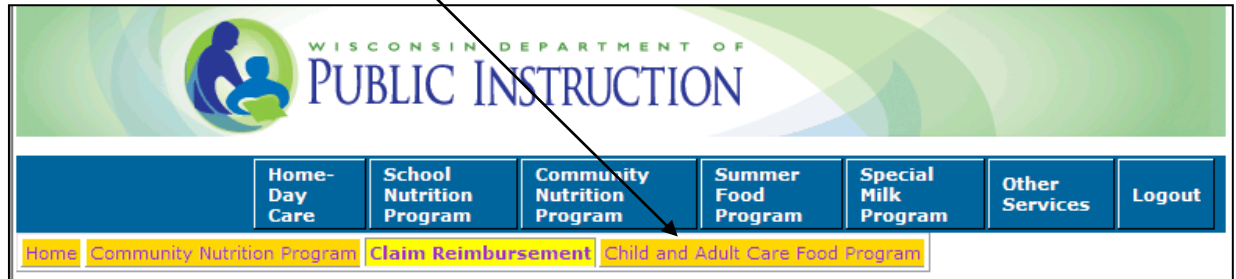 WISCONSIN DEPARTMENT OF
PUBLIC INSTRUCTION
Home-Day Care School Nutrition Program Community Nutrition Program Summer Food Program Special Milk Program Other Services Logout
Home Community Nutrition Program Claim Reimbursement Child and Adult Care Food Program